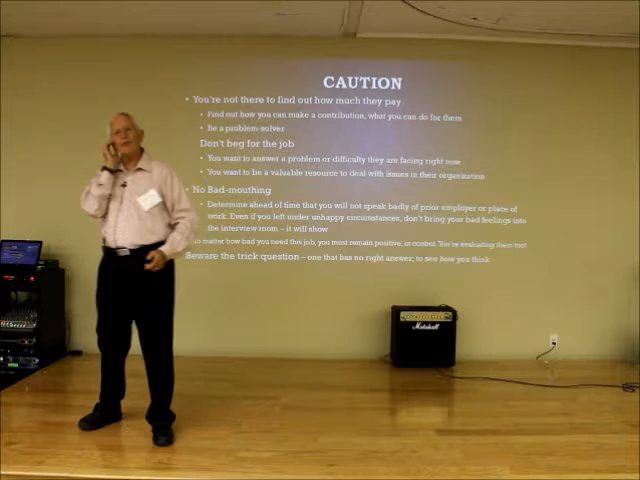 CAUTION
• You're not there to find out how much they pay
• Find out how you can make a contribution, what you can do for them
• Be a problem-solver
Don't beg for the job
• You want to answer a problem or difficulty they are facing right now
• You want to be a valuable resource to deal with issues in their organization
• No Bad-mouthing
• Determine ahead of time that you will not speak badly of prior employer or place of
work. Even if you left under unhappy circumstances, don't bring your bad feelings into
the interview room – it will show
no matter how bad you need the job, you must remain positive, in control. You're evaluating them too!
Beware the trick question – one that has no right answer; to see how you think
Marshall